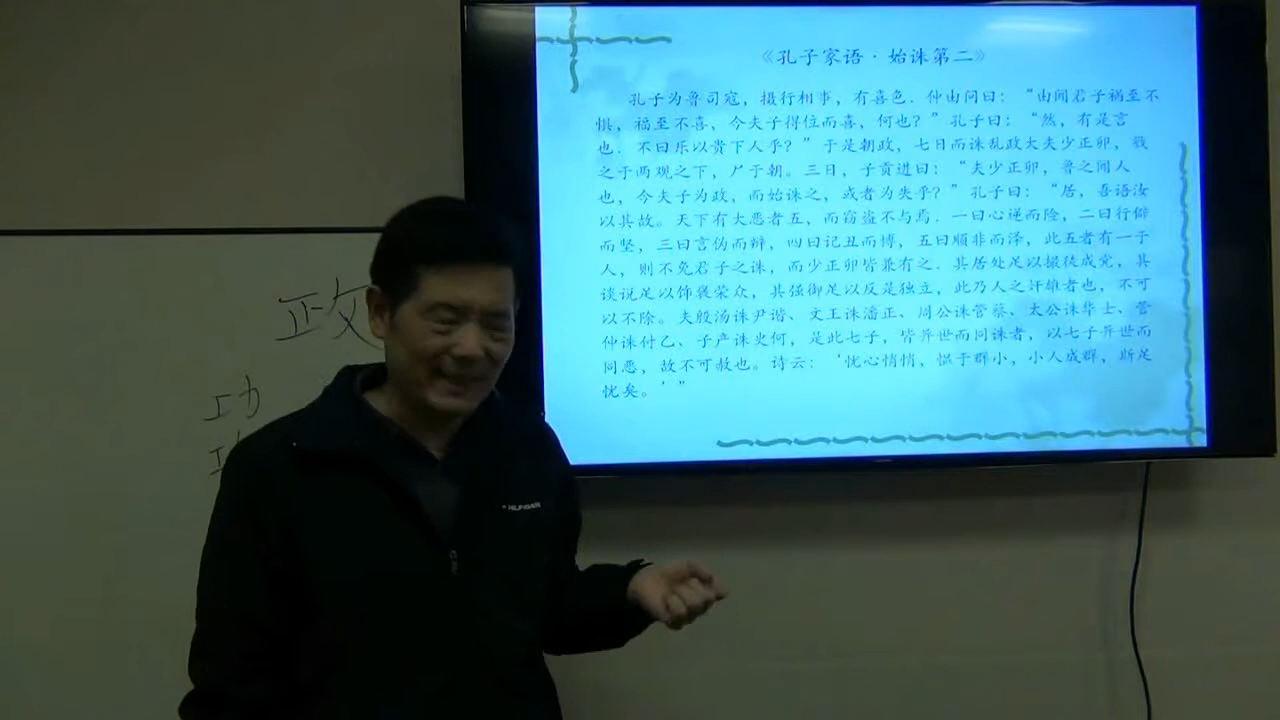 《孔子家语·始诛第二》
孔子为鲁司寇，摄行相事，有喜色．仲由问曰：“由闻君子祸至不
惧，福至不喜，今夫子得位而喜，何也？”孔子曰：“然，有是言
也．不曰乐以贵下人乎？”于是朝政，七日而诛乱政大夫少正卯，戮
之于两观之下，尸于朝。三日，子贡进曰：“夫少正卯，鲁之闻人
也，今夫子为政，而始诛之，或者为失乎？”孔子曰：“居，吾语汝
以其故。天下有大恶者五，而窃盗不与焉．一曰心逆而险，二曰行僻
而坚，三曰言伪而辩，四曰记丑而博，五曰顺非而泽，此五者有一于
人，则不免君子之诛，而少正卯皆兼有之．其居处足以撮徒成党，其
谈说足以饰褒荣众，其强御足以反是独立，此乃人之奸雄者也，不可
以不除。夫殷汤诛尹谐、文王诛潘正、周公诛管蔡、太公诛华士、管
仲诛付乙、子产诛史何，是此七子，皆异世而同诛者，以七子异世而
同恶，故不可赦也。诗云：‘忧心悄悄，愠于群小，小人成群，斯足
忧矣。’”
政
功